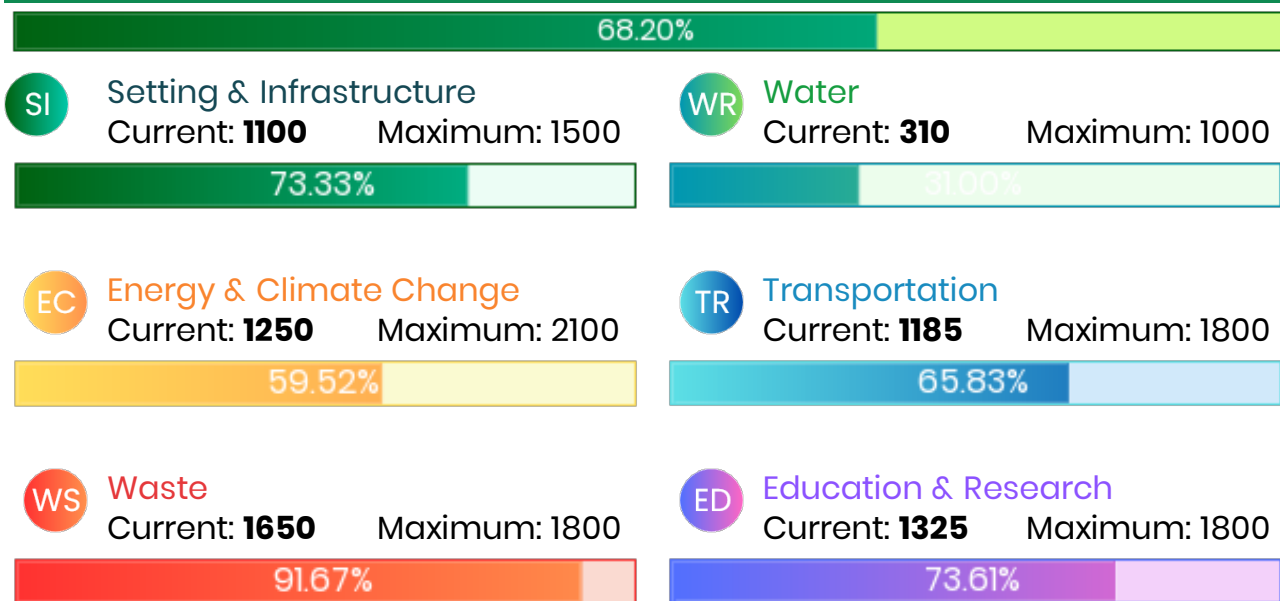 68.20%
SI Setting & Infrastructure
Current: 1100 Maximum: 1500
73.33%
WR Water
Current: 310 Maximum: 1000
31.00%
EC Energy & Climate Change
Current: 1250 Maximum: 2100
59.52%
TR Transportation
Current: 1185 Maximum: 1800
65.83%
WS Waste
Current: 1650 Maximum: 1800
91.67%
ED Education & Research
Current: 1325 Maximum: 1800
73.61%